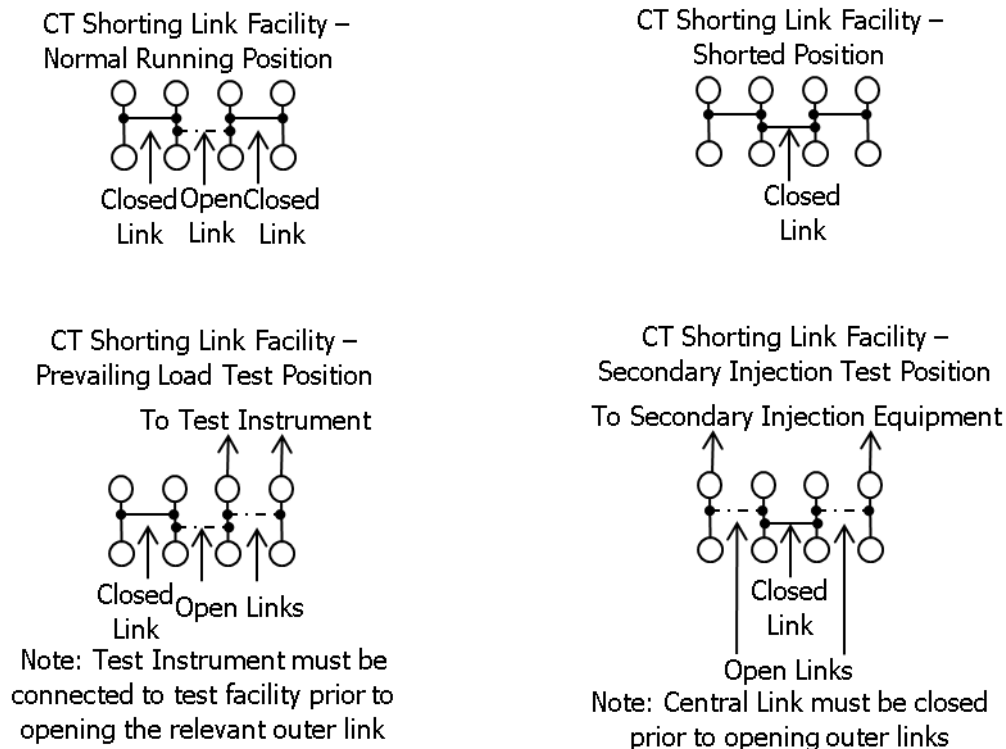 CT Shorting Link Facility –
Normal Running Position
Closed Open Closed
Link Link Link
CT Shorting Link Facility –
Shorted Position
Closed
Link
CT Shorting Link Facility –
Prevailing Load Test Position
To Test Instrument
Closed
Link
Open Links
Note: Test Instrument must be
connected to test facility prior to
opening the relevant outer link
CT Shorting Link Facility –
Secondary Injection Test Position
To Secondary Injection Equipment
Closed
Link
Open Links
Note: Central Link must be closed
prior to opening outer links